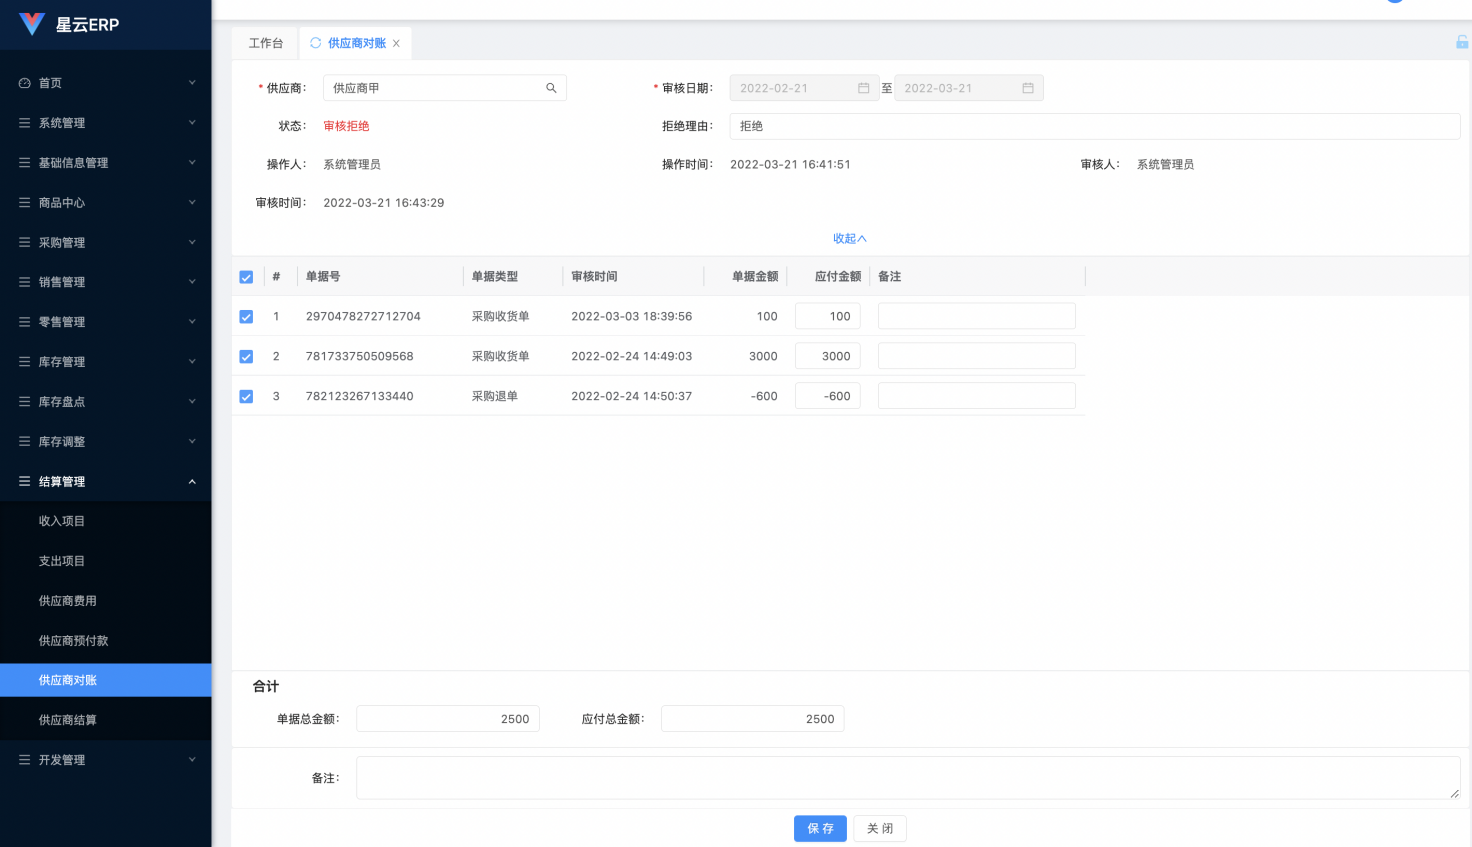 星云ERP
首页
系统管理
基础信息管理
商品中心
采购管理
销售管理
零售管理
库存管理
库存盘点
库存调整
结算管理
收入项目
支出项目
供应商费用
供应商预付款
供应商对账
供应商结算
开发管理
工作台 供应商对账
* 供应商: 供应商甲 * 审核日期: 2022-02-21 至 2022-03-21
状态: 审核拒绝 拒绝理由: 拒绝
操作人: 系统管理员 操作时间: 2022-03-21 16:41:51 审核人: 系统管理员
审核时间: 2022-03-21 16:43:29
收起
# 单据号 单据类型 审核时间 单据金额 应付金额 备注
1 2970478272712704 采购收货单 2022-03-03 18:39:56 100 100
2 781733750509568 采购收货单 2022-02-24 14:49:03 3000 3000
3 782123267133440 采购退单 2022-02-24 14:50:37 -600 -600
合计
单据总金额: 2500 应付总金额: 2500
备注:
保 存 关 闭